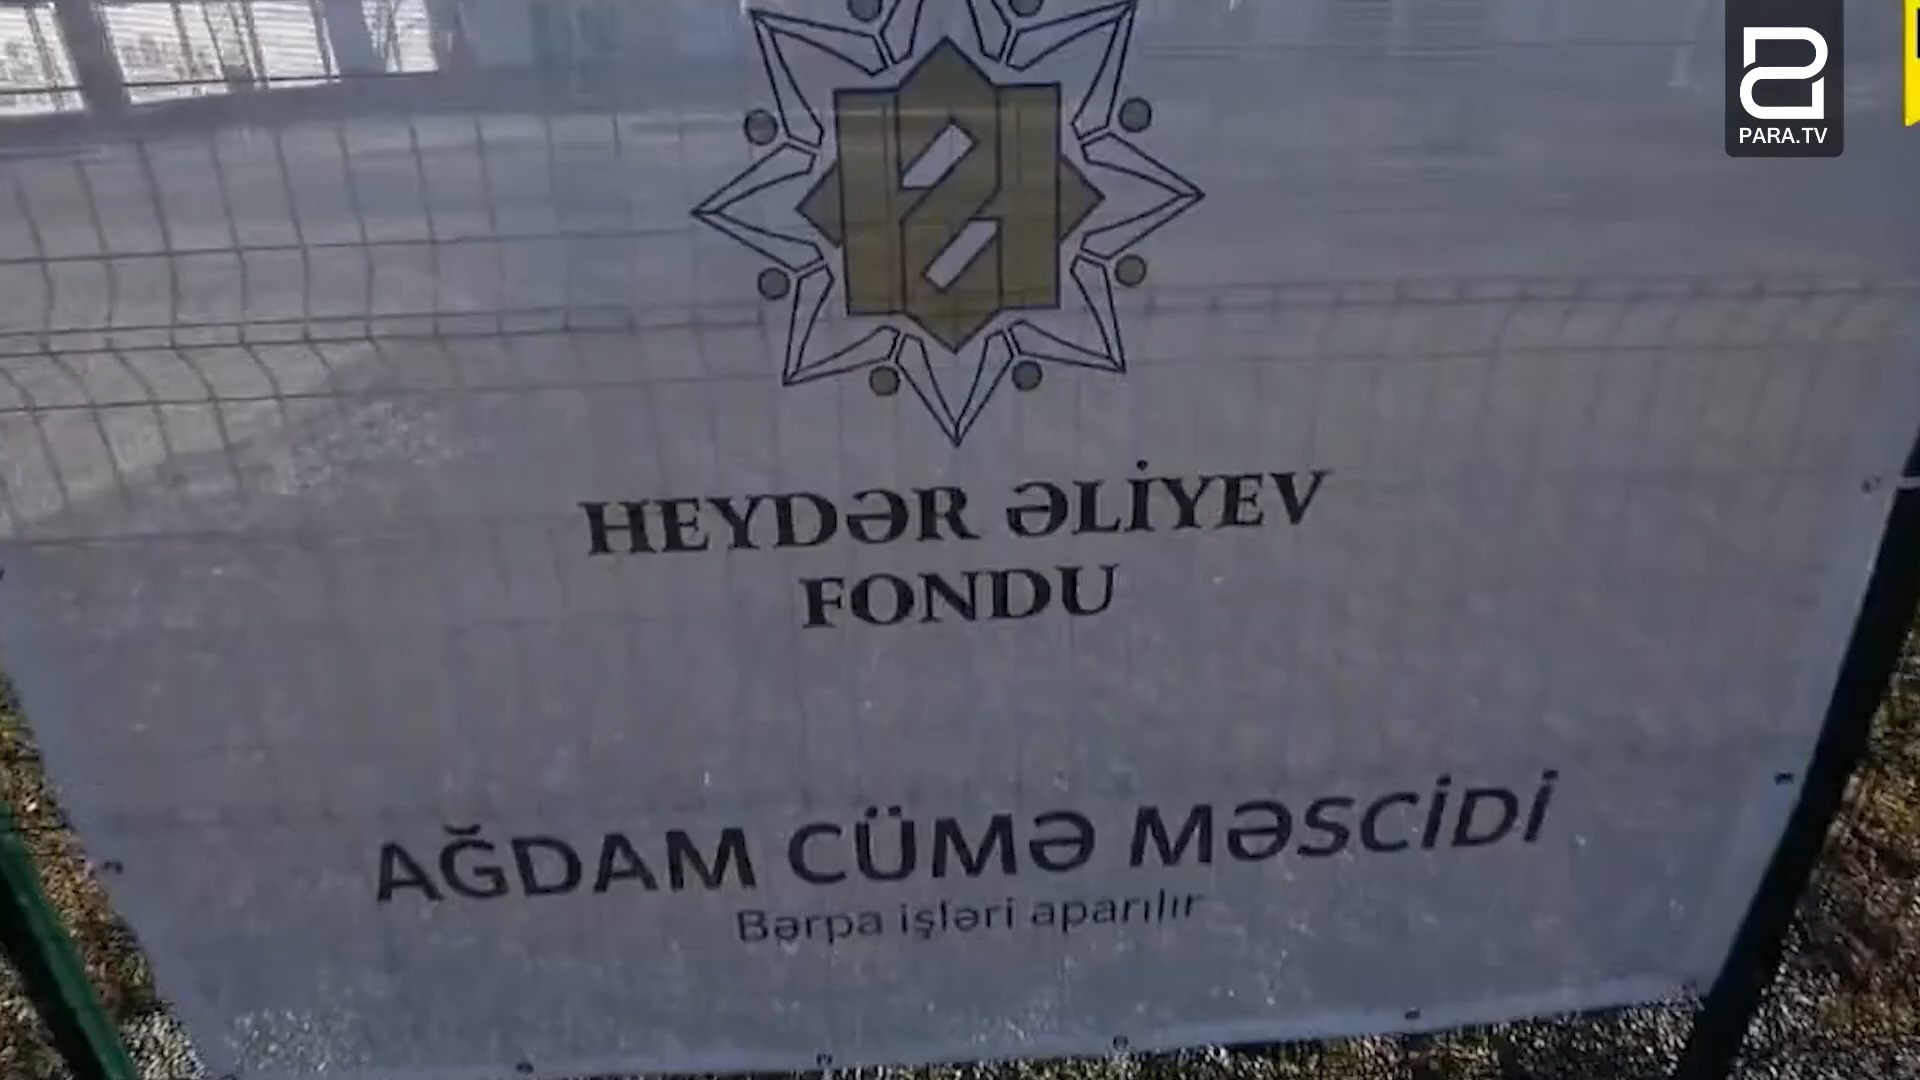 PARA.TV
HEYDƏR ƏLİYEV
FONDU
AĞDAM CÜMƏ MƏSCİDİ
Bərpa işləri aparılır